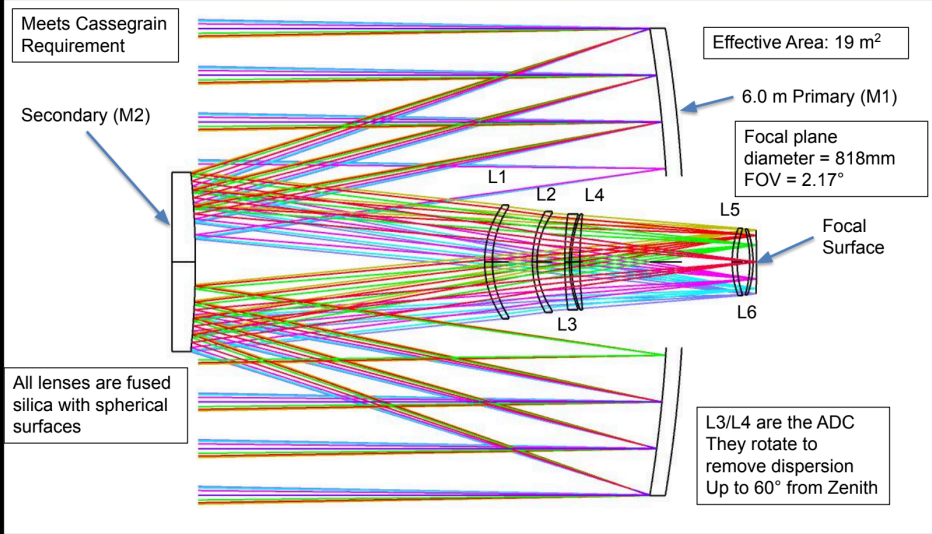 Meets Cassegrain
Requirement
Secondary (M2)
Effective Area: 19 m²
6.0 m Primary (M1)
Focal plane
diameter = 818mm
FOV = 2.17°
L1
L2
L4
L3
L5
Focal
Surface
L6
All lenses are fused
silica with spherical
surfaces
L3/L4 are the ADC
They rotate to
remove dispersion
Up to 60° from Zenith